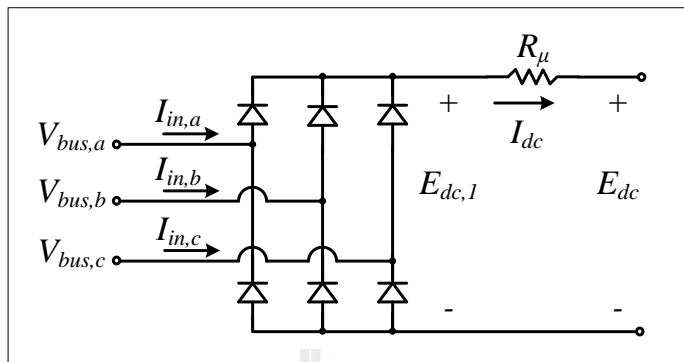 R_μ
+
+
I_dc
I_in,a
V_bus,a
I_in,b
V_bus,b
E_dc,1
E_dc
I_in,c
V_bus,c
-
-